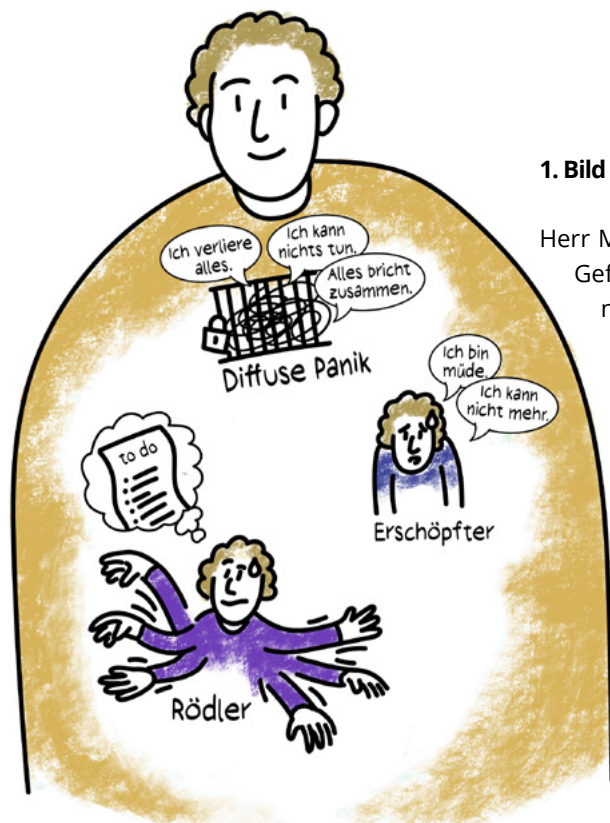 1. Bild
Herr M
Gef
Ich verliere
alles.
Ich kann
nichts tun.
Alles bricht
zusammen.
Diffuse Panik
Ich bin
müde.
Ich kann
nicht mehr.
Erschöpfter
to do
Rödler